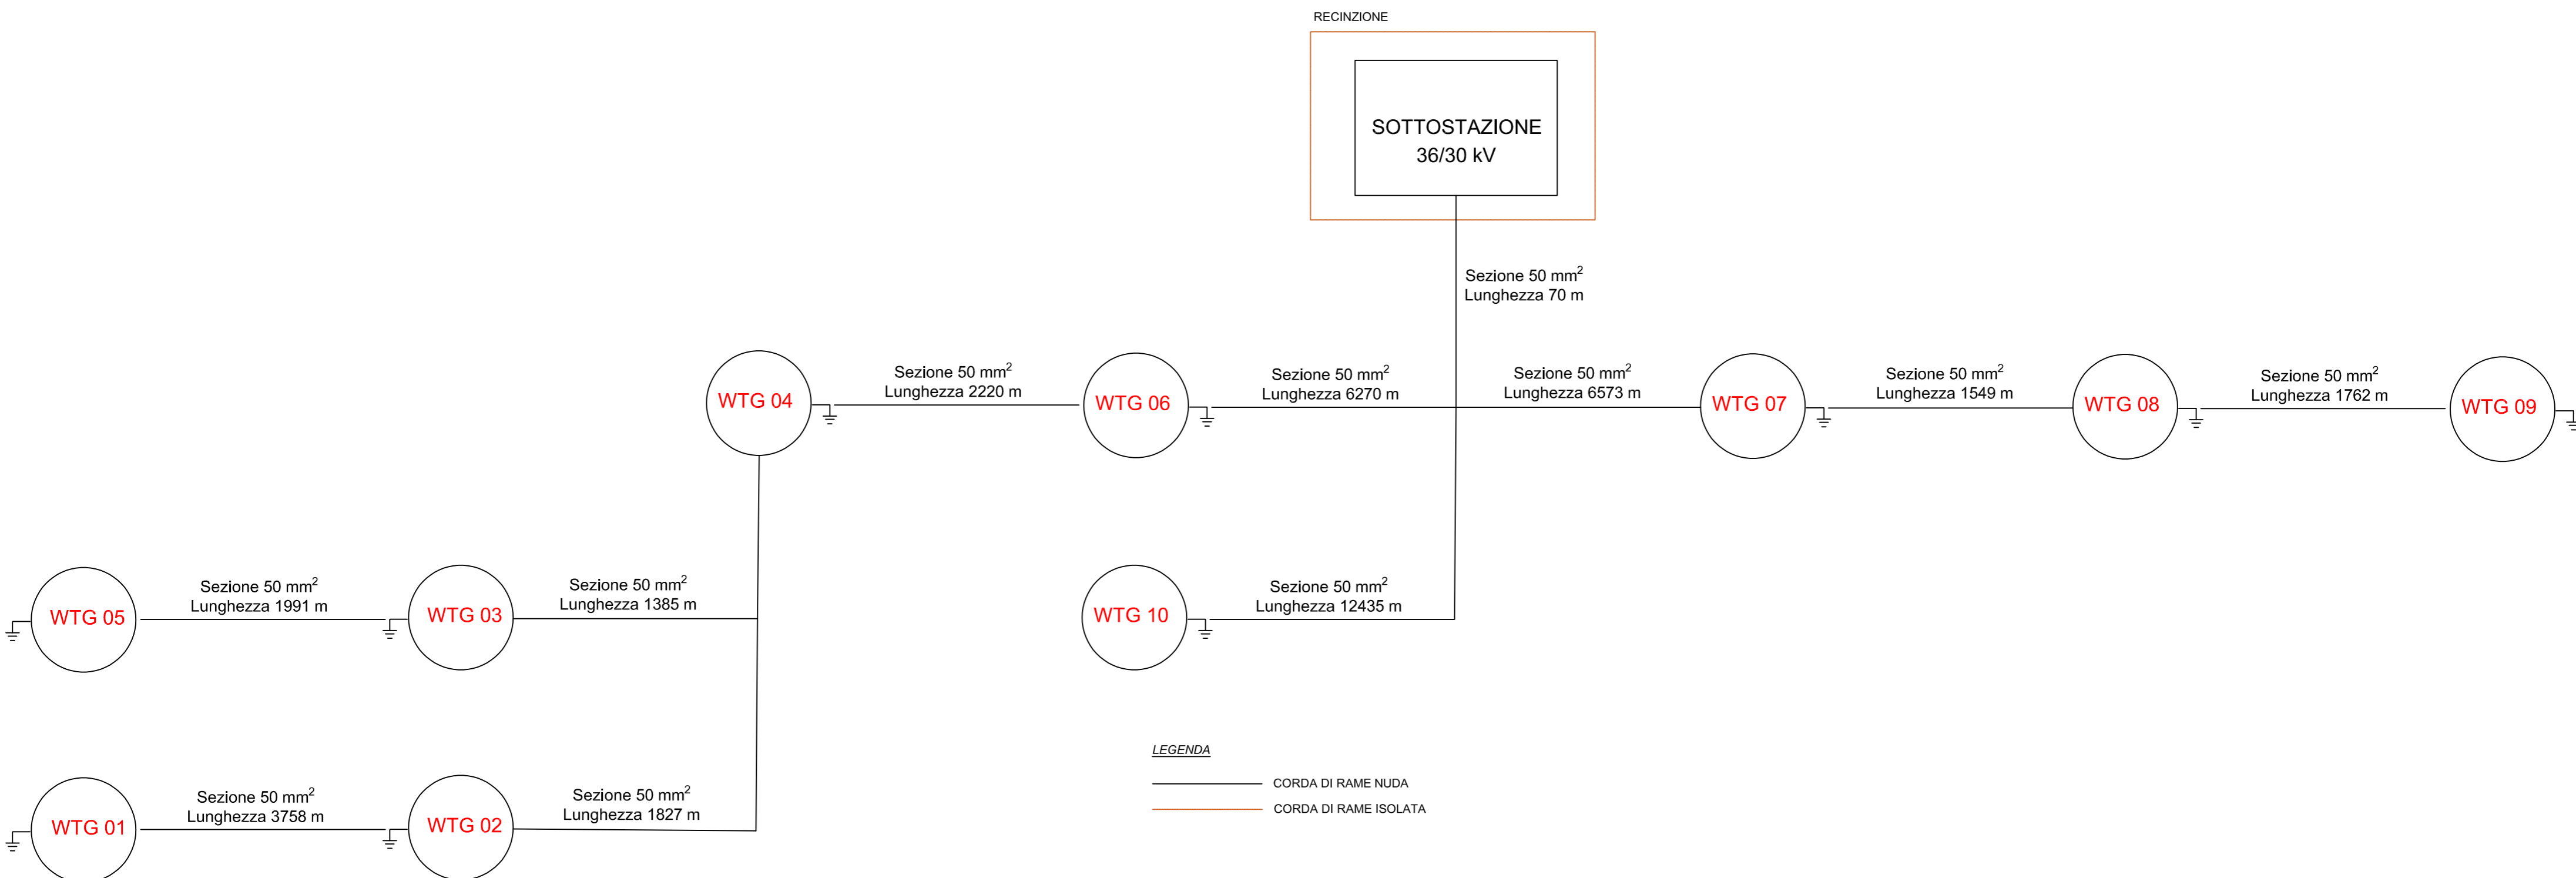 RECINZIONE
SOTTOSTAZIONE
36/30 kV
Sezione 50 mm²
Lunghezza 70 m
WTG 04
Sezione 50 mm²
Lunghezza 2220 m
WTG 06
Sezione 50 mm²
Lunghezza 6270 m
Sezione 50 mm²
Lunghezza 6573 m
WTG 07
Sezione 50 mm²
Lunghezza 1549 m
WTG 08
Sezione 50 mm²
Lunghezza 1762 m
WTG 09
WTG 05
Sezione 50 mm²
Lunghezza 1991 m
WTG 03
Sezione 50 mm²
Lunghezza 1385 m
WTG 10
Sezione 50 mm²
Lunghezza 12435 m
WTG 01
Sezione 50 mm²
Lunghezza 3758 m
WTG 02
Sezione 50 mm²
Lunghezza 1827 m
LEGENDA
CORDA DI RAME NUDA
CORDA DI RAME ISOLATA